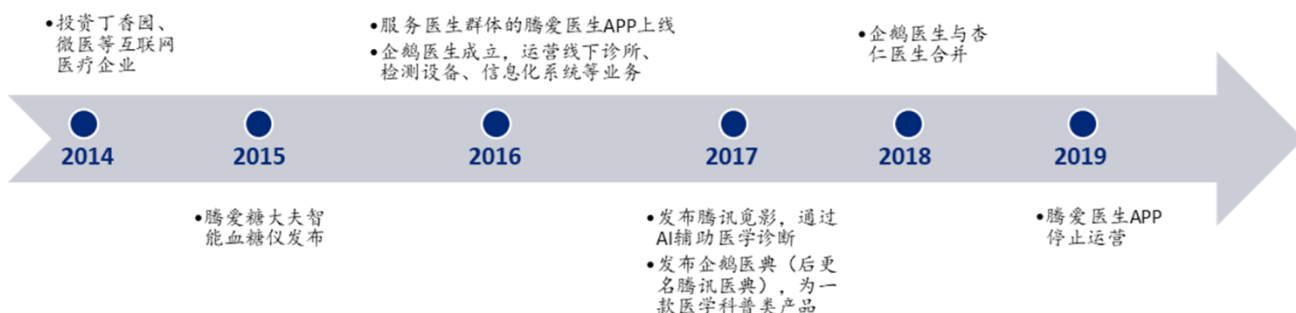 •投资丁香园、
微医等互联网
医疗企业
•服务医生群体的腾爱医生APP上线
•企鹅医生成立，运营线下诊所、
检测设备、信息化系统等业务
•企鹅医生与杏
仁医生合并
2014
2015
2016
2017
2018
2019
•腾爱糖大夫智
能血糖仪发布
•发布腾讯觅影，通过
AI辅助医学诊断
•发布企鹅医典（后更
名腾讯医典），为一
款医学科普类产品
•腾爱医生APP
停止运营